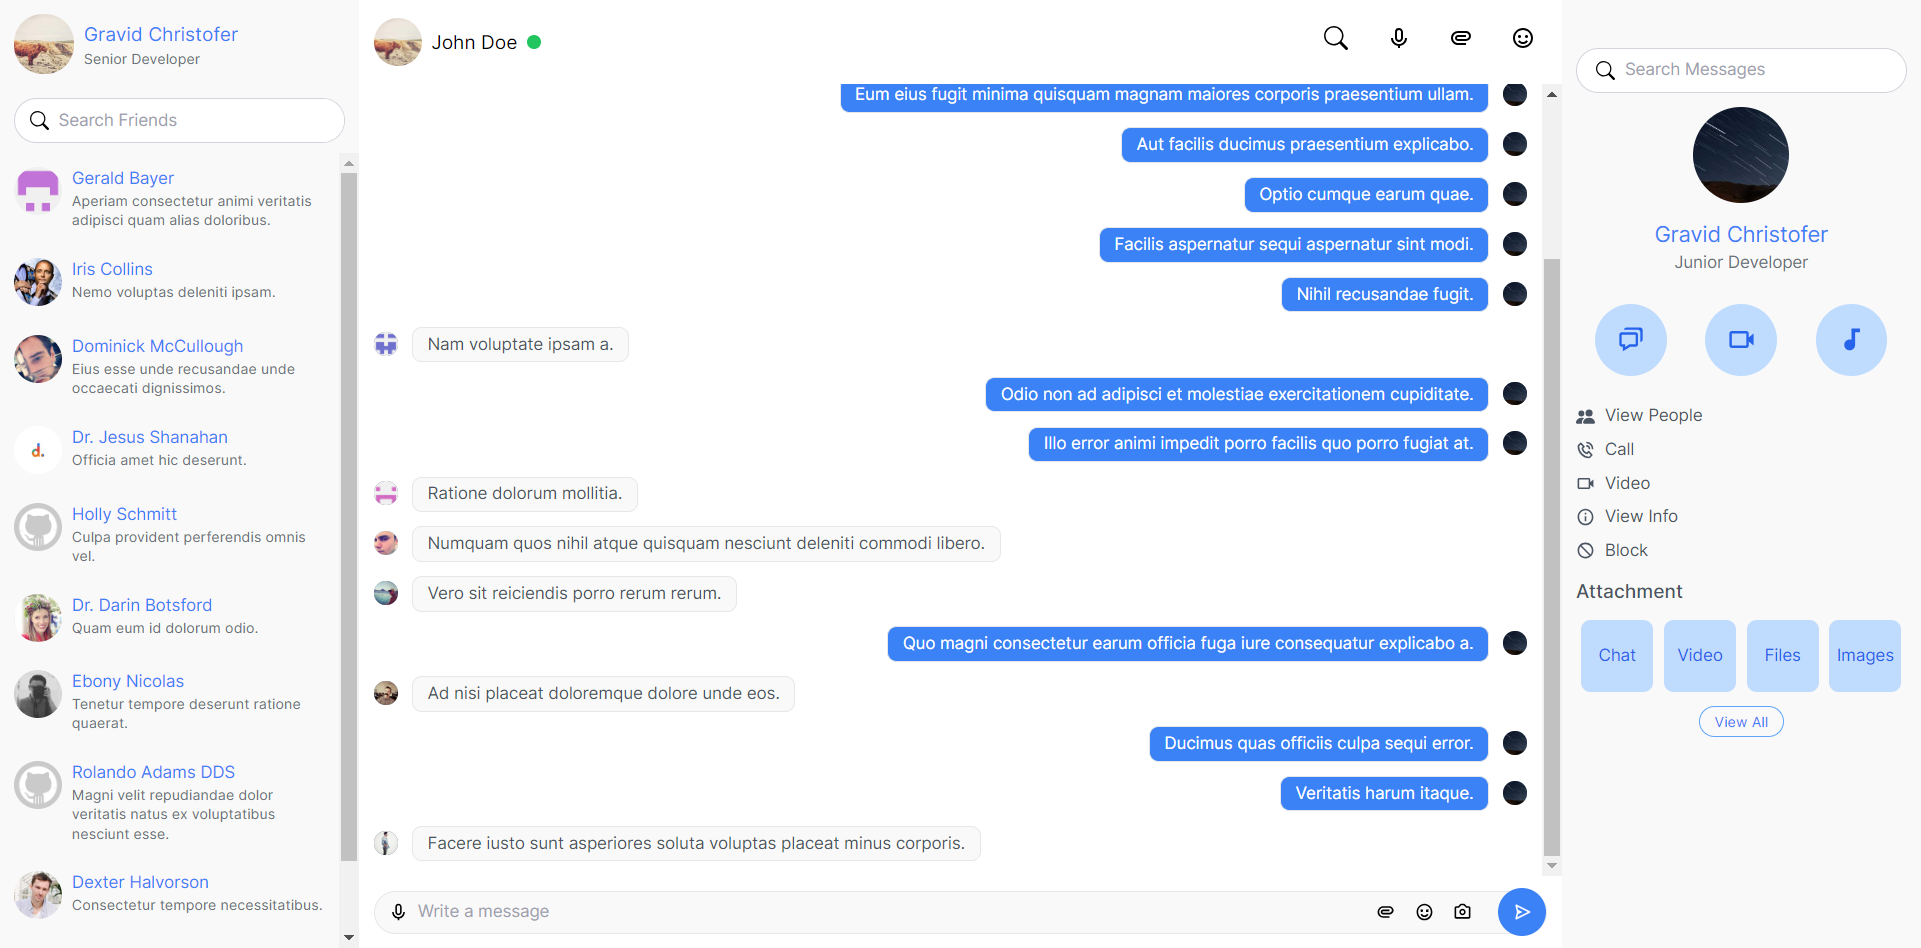 Gravid Christofer
Senior Developer
Search Friends
Gerald Bayer
Aperiam consectetur animi veritatis
adipisci quam alias doloribus.
Iris Collins
Nemo voluptas deleniti ipsam.
Dominick McCullough
Eius esse unde recusandae unde
occaecati dignissimos.
d.
Dr. Jesus Shanahan
Officia amet hic deserunt.
Holly Schmitt
Culpa provident perferendis omnis
vel.
Dr. Darin Botsford
Quam eum id dolorum odio.
Ebony Nicolas
Tenetur tempore deserunt ratione
quaerat.
Rolando Adams DDS
Magni velit repudiandae dolor
veritatis natus ex voluptatibus
nesciunt esse.
Dexter Halvorson
Consectetur tempore necessitatibus.
John Doe
Eum eius fugit minima quisquam magnam maiores corporis praesentium ullam.
Aut facilis ducimus praesentium explicabo.
Optio cumque earum quae.
Facilis aspernatur sequi aspernatur sint modi.
Nihil recusandae fugit.
Nam voluptate ipsam a.
Odio non ad adipisci et molestiae exercitationem cupiditate.
Illo error animi impedit porro facilis quo porro fugiat at.
Ratione dolorum mollitia.
Numquam quos nihil atque quisquam nesciunt deleniti commodi libero.
Vero sit reiciendis porro rerum rerum.
Quo magni consectetur earum officia fuga iure consequatur explicabo a.
Ad nisi placeat doloremque dolore unde eos.
Ducimus quas officiis culpa sequi error.
Veritatis harum itaque.
Facere iusto sunt asperiores soluta voluptas placeat minus corporis.
Write a message
Search Messages
Gravid Christofer
Junior Developer
View People
Call
Video
View Info
Block
Attachment
Chat
Video
Files
Images
View All